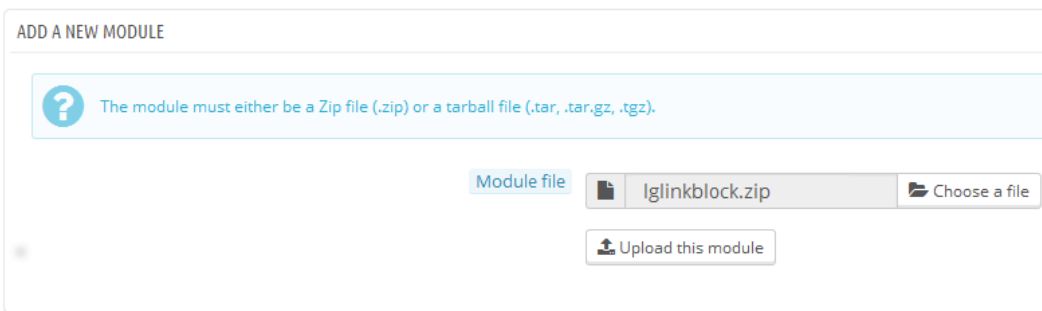 ADD A NEW MODULE
The module must either be a Zip file (.zip) or a tarball file (.tar, .tar.gz, .tgz).
Module file lglinkblock.zip Choose a file
Upload this module